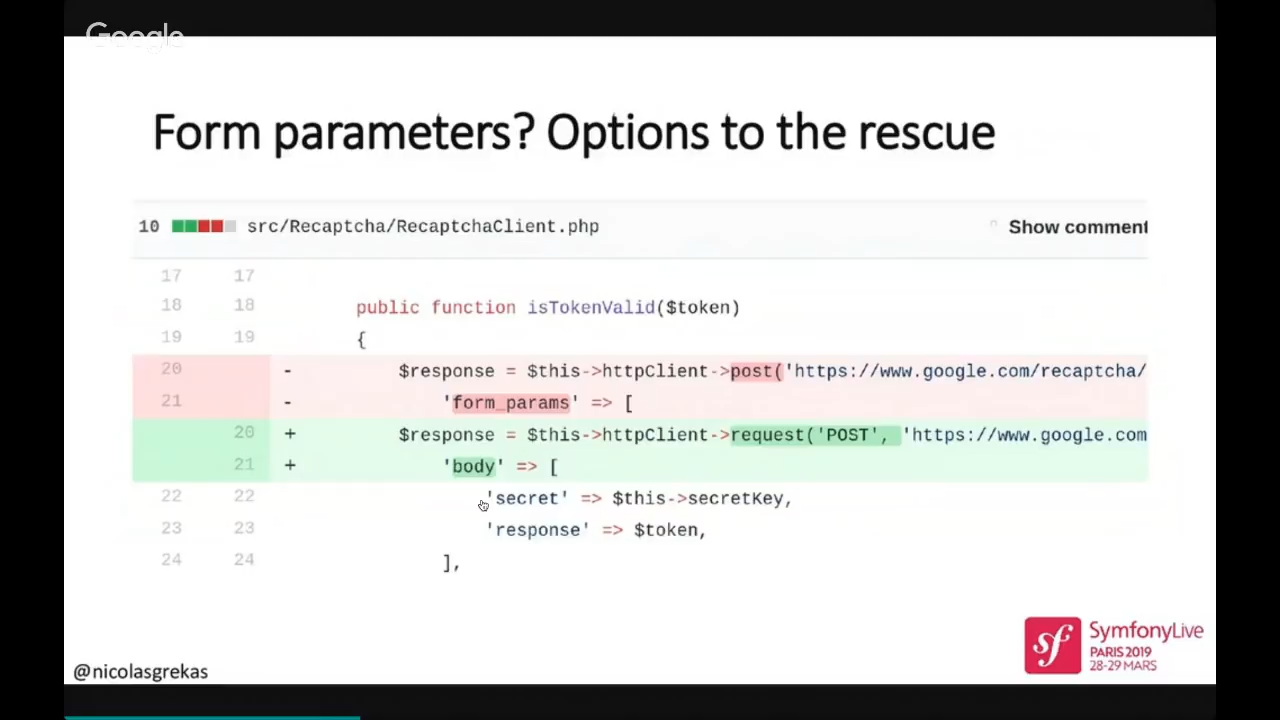 Google
Form parameters? Options to the rescue
10 src/Recaptcha/RecaptchaClient.php Show comment
17 17
18 18 public function isTokenValid($token)
19 19 {
20 - $response = $this->httpClient->post('https://www.google.com/recaptcha/
21 - 'form_params' => [
20 + $response = $this->httpClient->request('POST', 'https://www.google.com
21 + 'body' => [
22 22 'secret' => $this->secretKey,
23 23 'response' => $token,
24 24 ],
@nicolasgrekas
sf SymfonyLive
PARIS 2019
28-29 MARS